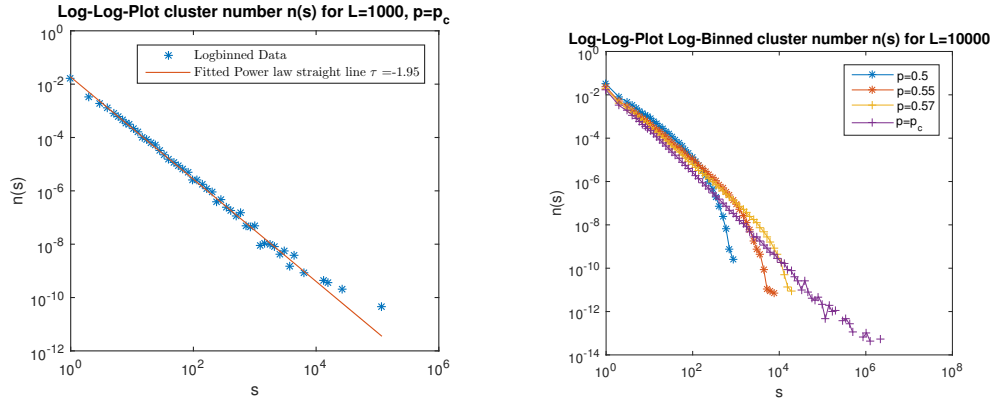 Log-Log-Plot cluster number n(s) for L=1000, p=p_c
10^0
10^-2
10^-4
10^-6
10^-8
10^-10
10^-12
n(s)
10^0 10^2 10^4 10^6
s
Logbinned Data
Fitted Power law straight line τ =-1.95
Log-Log-Plot Log-Binned cluster number n(s) for L=10000
10^0
10^-2
10^-4
10^-6
10^-8
10^-10
10^-12
10^-14
n(s)
10^0 10^2 10^4 10^6 10^8
s
p=0.5
p=0.55
p=0.57
p=p_c